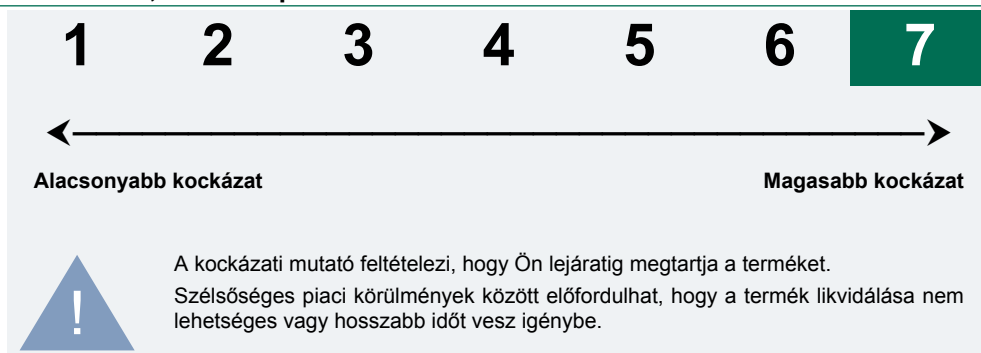 1 2 3 4 5 6 7
Alacsonyabb kockázat Magasabb kockázat
A kockázati mutató feltételezi, hogy Ön lejáratig megtartja a terméket.
Szélsőséges piaci körülmények között előfordulhat, hogy a termék likvidálása nem
lehetséges vagy hosszabb időt vesz igénybe.
!